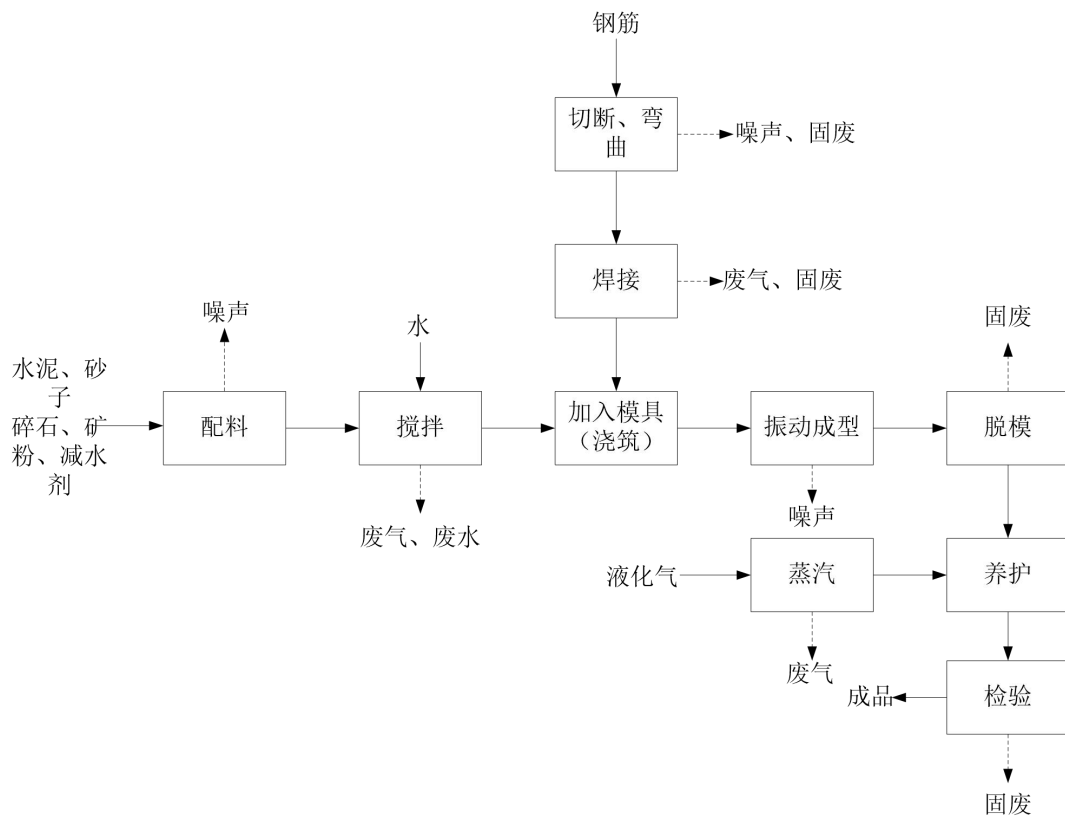 钢筋
切断、弯
曲
噪声、固废
焊接
废气、固废
噪声
水
固废
水泥、砂
子
碎石、矿
粉、减水
剂
配料
搅拌
加入模具
（浇筑）
振动成型
脱模
废气、废水
噪声
液化气
蒸汽
养护
废气
成品
检验
固废